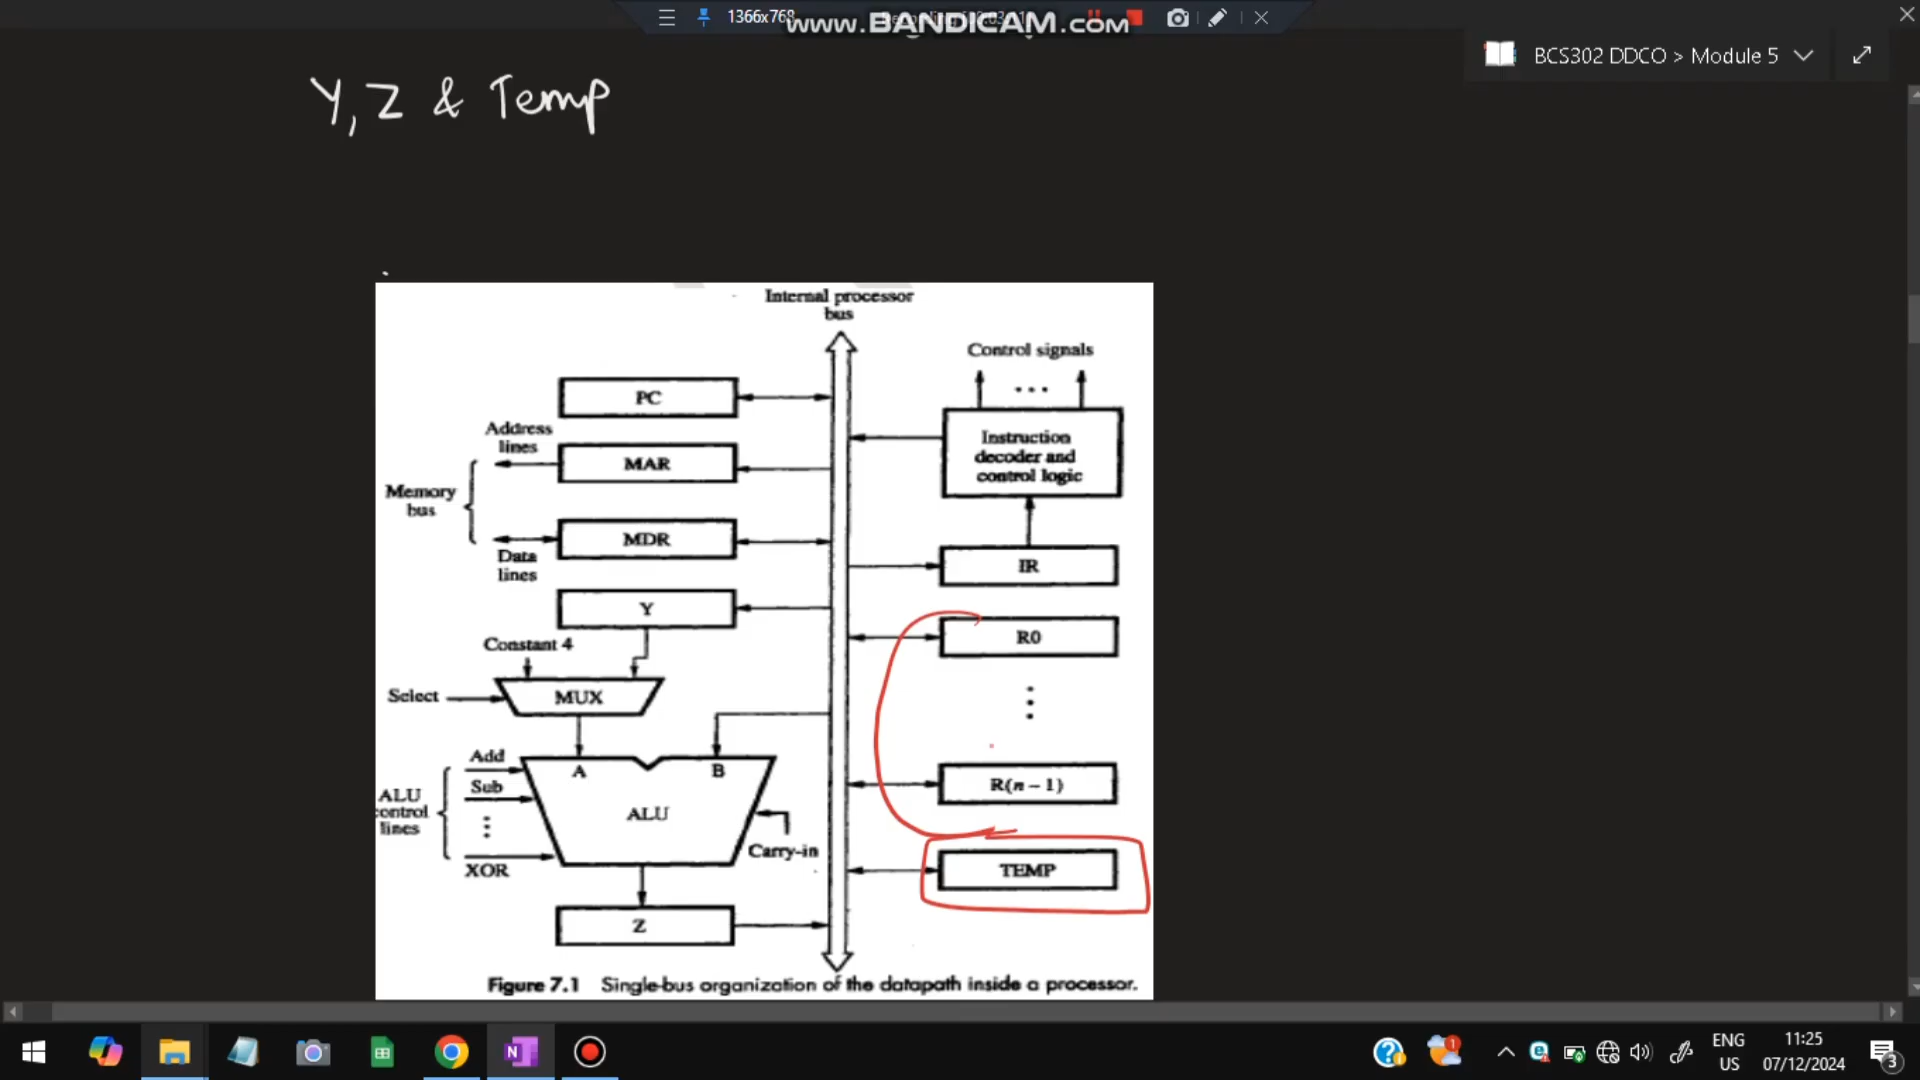 1366x768
www.BANDICAM.com
BCS302 DDCO > Module 5
Y, Z & Temp
Internal processor
bus
Control signals
PC
Address
lines
MAR
Instruction
decoder and
control logic
Memory
bus
MDR
Data
lines
IR
Y
R0
Constant 4
Select
MUX
Add
A
B
Sub
ALU
control
lines
ALU
R(n - 1)
Carry-in
XOR
TEMP
Z
Figure 7.1 Single-bus organization of the datapath inside a processor.
ENG
US
11:25
07/12/2024
N
1
3